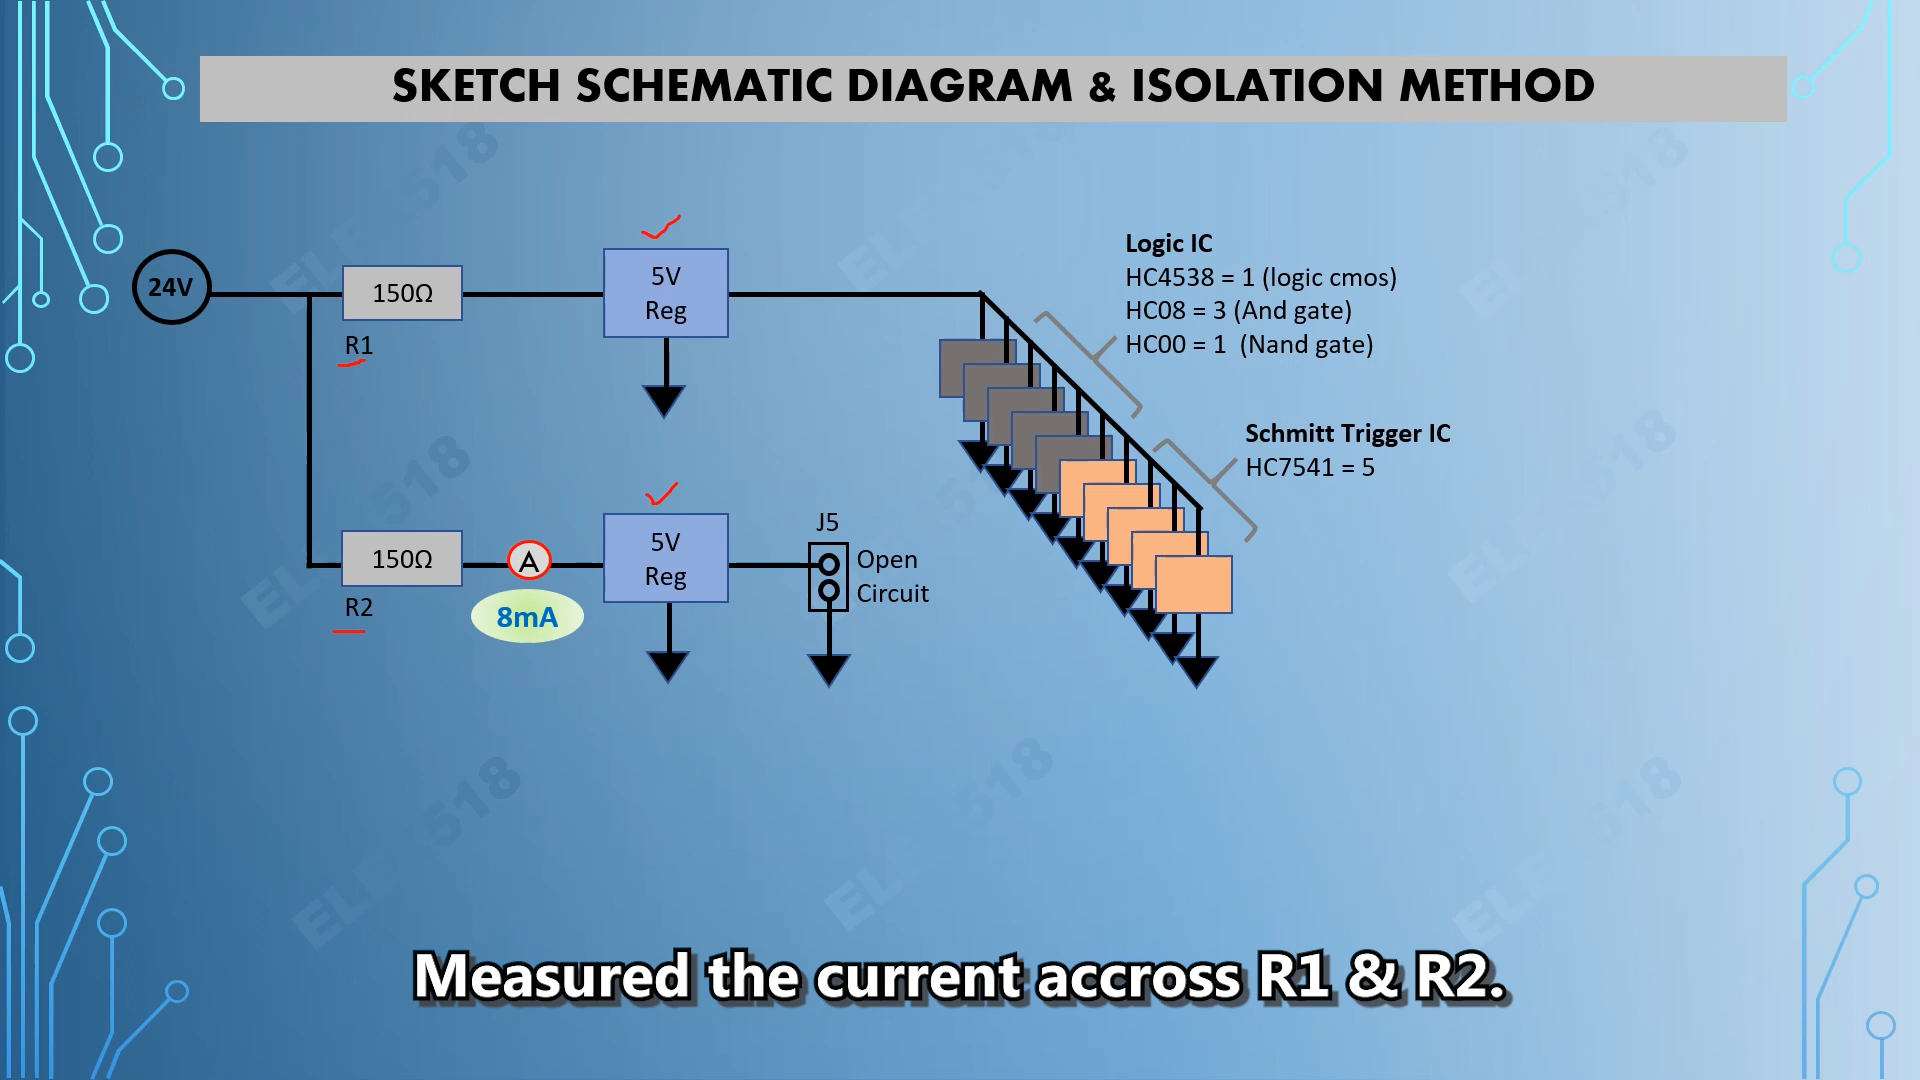 SKETCH SCHEMATIC DIAGRAM & ISOLATION METHOD
24V
150Ω
R1
5V
Reg
Logic IC
HC4538 = 1 (logic cmos)
HC08 = 3 (And gate)
HC00 = 1 (Nand gate)
Schmitt Trigger IC
HC7541 = 5
150Ω
R2
A
8mA
5V
Reg
J5
Open
Circuit
Measured the current accross R1 & R2.